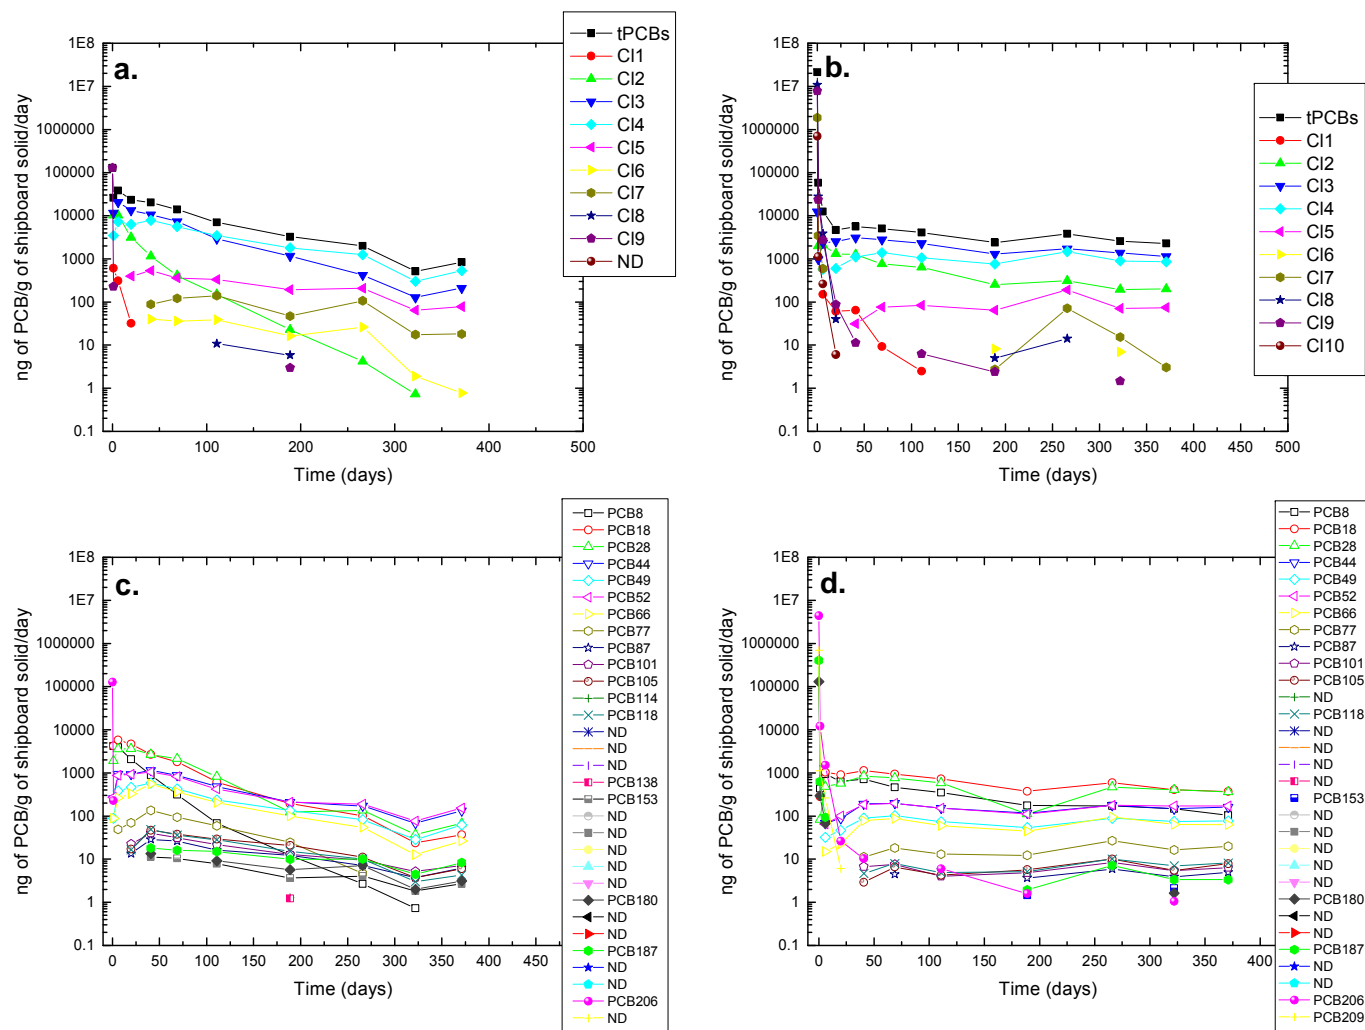 a.
1E8
1E7
1000000
100000
10000
1000
100
10
1
0.1
ng of PCB/g of shipboard solid/day
0
100
200
300
400
500
Time (days)
tPCBs
Cl1
Cl2
Cl3
Cl4
Cl5
Cl6
Cl7
Cl8
Cl9
ND
b.
1E8
1E7
1000000
100000
10000
1000
100
10
1
0.1
ng of PCB/g of shipboard solid/day
0
50
100
150
200
250
300
350
400
450
500
Time (days)
tPCBs
Cl1
Cl2
Cl3
Cl4
Cl5
Cl6
Cl7
Cl8
Cl9
Cl10
c.
1E8
1E7
1000000
100000
10000
1000
100
10
1
0.1
ng of PCB/g of shipboard solid/day
0
50
100
150
200
250
300
350
400
450
Time (days)
PCB8
PCB18
PCB28
PCB44
PCB49
PCB52
PCB66
PCB77
PCB87
PCB101
PCB105
PCB114
PCB118
ND
ND
ND
PCB138
PCB153
ND
ND
ND
ND
ND
PCB180
ND
ND
PCB187
ND
ND
PCB206
ND
d.
1E8
1E7
1000000
100000
10000
1000
100
10
1
0.1
ng of PCB/g of shipboard solid/day
0
50
100
150
200
250
300
350
400
Time (days)
PCB8
PCB18
PCB28
PCB44
PCB49
PCB52
PCB66
PCB77
PCB87
PCB101
PCB105
ND
PCB118
ND
ND
ND
ND
PCB153
ND
ND
ND
ND
ND
PCB180
ND
ND
PCB187
ND
ND
PCB206
PCB209